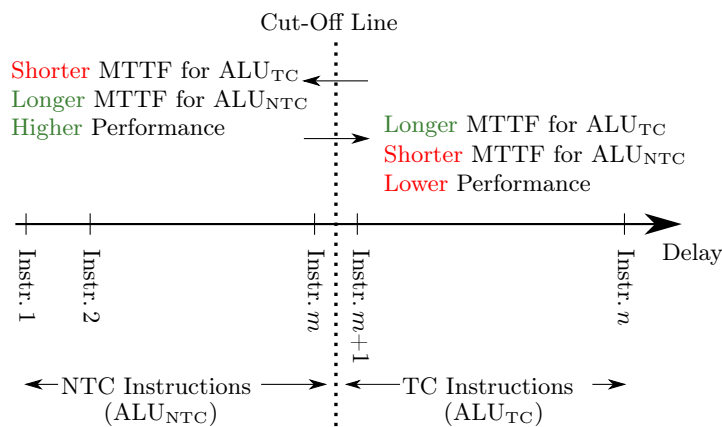 Cut-Off Line
Shorter MTTF for ALU_TC
Longer MTTF for ALU_NTC
Higher Performance
Longer MTTF for ALU_TC
Shorter MTTF for ALU_NTC
Lower Performance
Delay
Instr. 1
Instr. 2
Instr. m
Instr. m+1
Instr. n
NTC Instructions
(ALU_NTC)
TC Instructions
(ALU_TC)